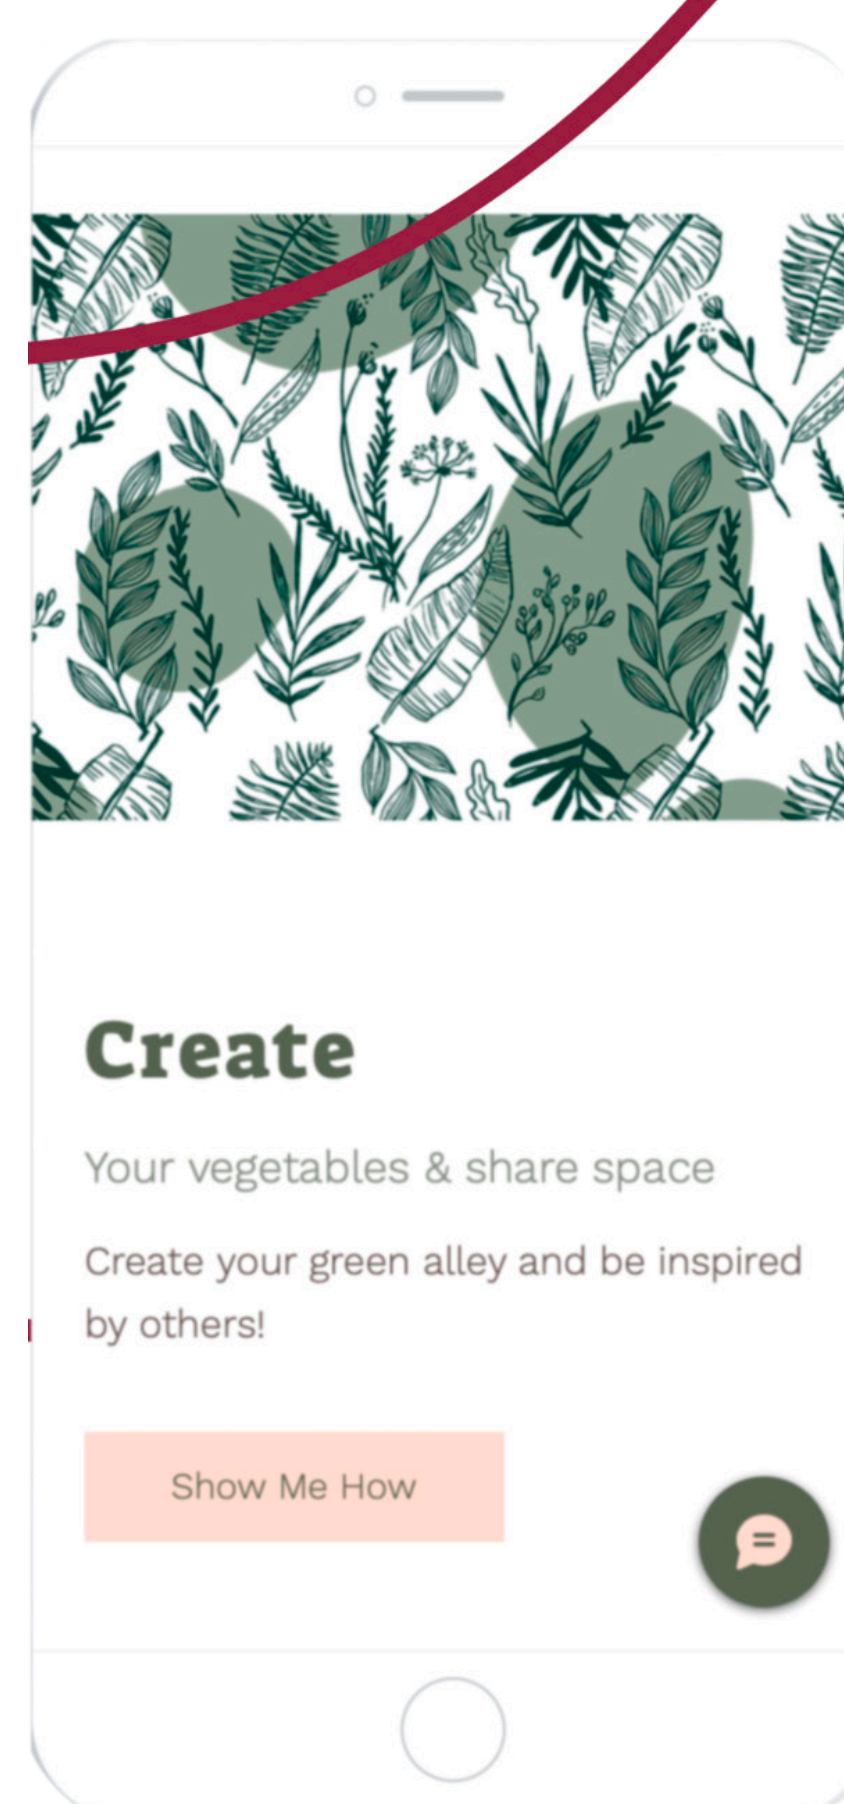 Create
Your vegetables & share space
Create your green alley and be inspired
by others!
Show Me How